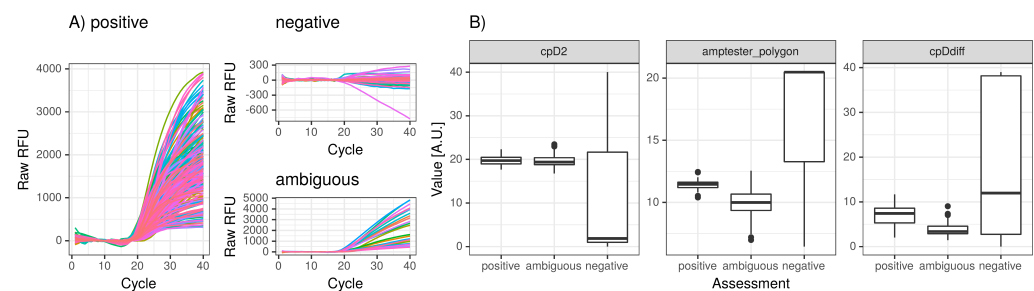 A) positive
negative
B)
Raw RFU
4000
3000
2000
1000
0
0 10 20 30 40
Cycle
Raw RFU
300
0
-300
-600
0 10 20 30 40
Cycle
ambiguous
Raw RFU
5000
4000
3000
2000
1000
0
0 10 20 30 40
Cycle
Value [A.U.]
cpD2
40
30
20
10
0
positive ambiguous negative
amptester_polygon
20
15
10
positive ambiguous negative
cpDdiff
40
30
20
10
0
positive ambiguous negative
Assessment